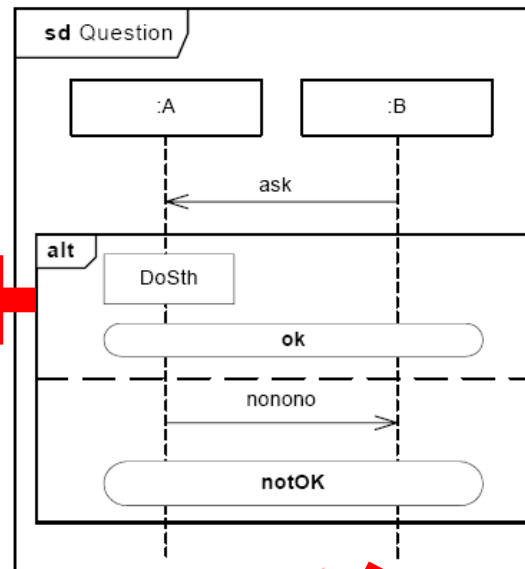 sd Question
:A
:B
ask
alt
DoSth
ok
nonono
notOK